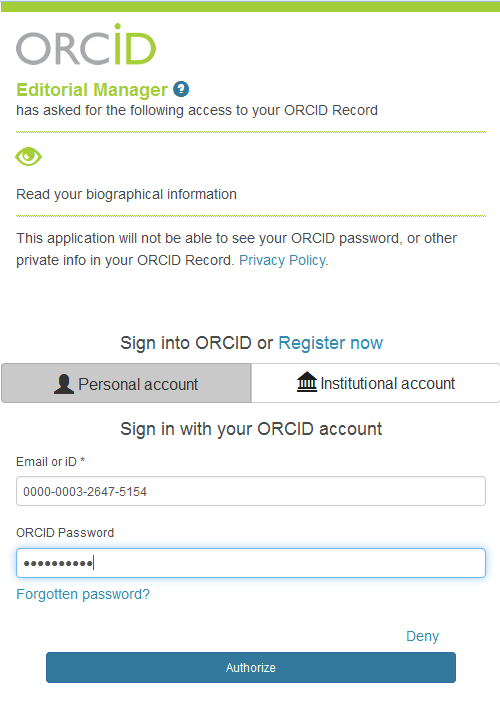 ORCiD
Editorial Manager ?
has asked for the following access to your ORCID Record
Read your biographical information
This application will not be able to see your ORCID password, or other
private info in your ORCID Record. Privacy Policy.
Sign into ORCID or Register now
Personal account
Institutional account
Sign in with your ORCID account
Email or iD *
0000-0003-2647-5154
ORCID Password
••••••••••
Forgotten password?
Deny
Authorize